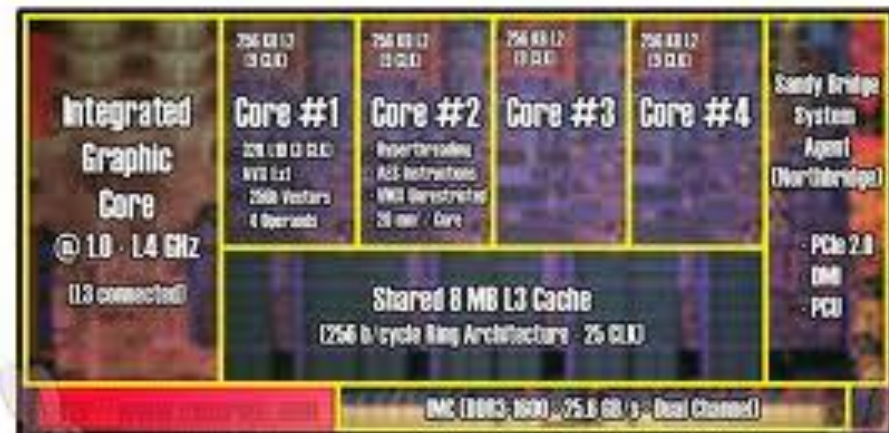 Integrated
Graphic
Core
@ 1.0 - 1.4 GHz
(L3 connected)
256 KB L2
(9 CLK)
Core #1
32k L1D (3 CLK)
AVX Ext
256b Vectors
4 Operands
256 KB L2
(9 CLK)
Core #2
Hyperthreading
AES Instructions
VMX Unrestricted
20 mm² / Core
256 KB L2
(9 CLK)
Core #3
256 KB L2
(9 CLK)
Core #4
Sandy Bridge
System
Agent
(Northbridge)
- PCIe 2.0
DMI
- PCU
Shared 8 MB L3 Cache
(256 b/cycle Ring Architecture - 25 CLK)
IMC (DDR3-1600 - 25.6 GB/s - Dual Channel)